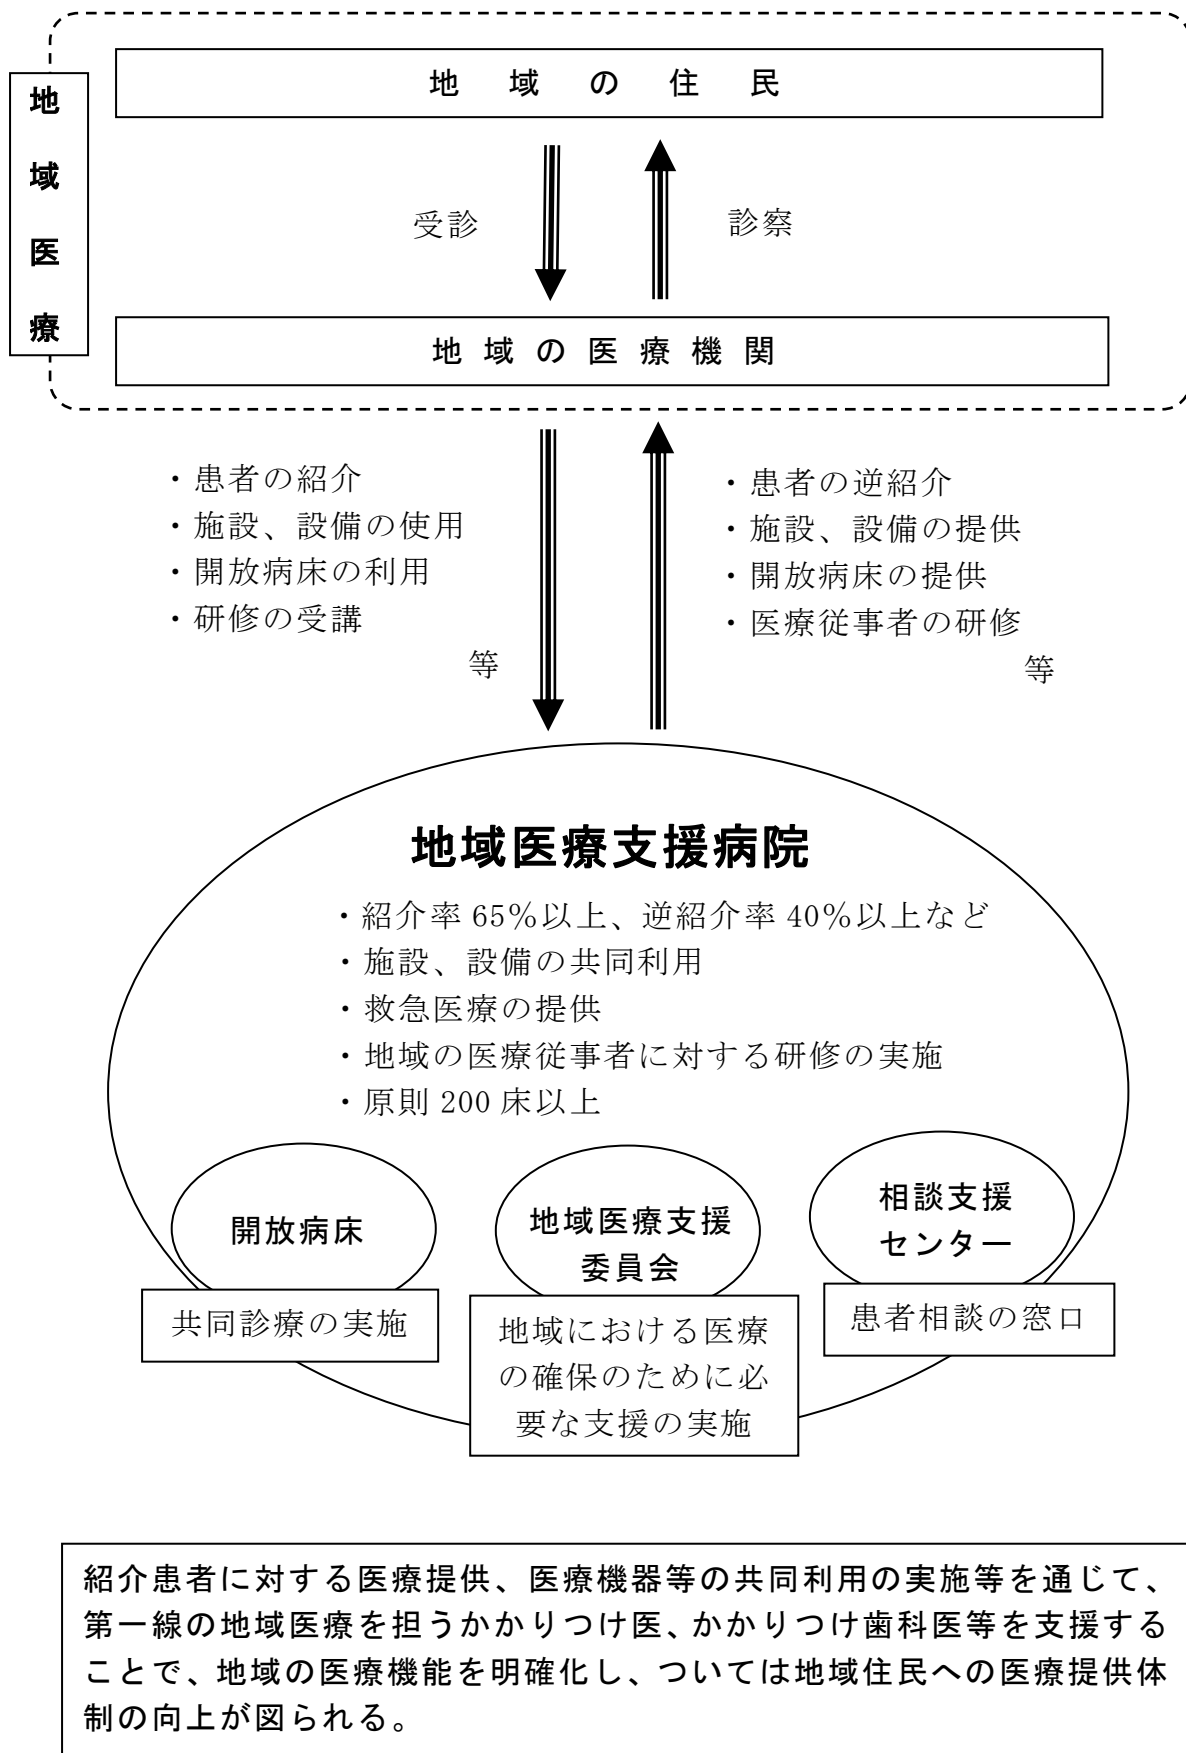 地域の住民
地域医療
受診
診察
地域の医療機関
・患者の紹介
・施設、設備の使用
・開放病床の利用
・研修の受講
等
・患者の逆紹介
・施設、設備の提供
・開放病床の提供
・医療従事者の研修
等
地域医療支援病院
・紹介率 65%以上、逆紹介率 40%以上など
・施設、設備の共同利用
・救急医療の提供
・地域の医療従事者に対する研修の実施
・原則 200 床以上
開放病床
共同診療の実施
地域医療支援
委員会
地域における医療
の確保のために必
要な支援の実施
相談支援
センター
患者相談の窓口
紹介患者に対する医療提供、医療機器等の共同利用の実施等を通じて、
第一線の地域医療を担うかかりつけ医、かかりつけ歯科医等を支援する
ことで、地域の医療機能を明確化し、ついては地域住民への医療提供体
制の向上が図られる。